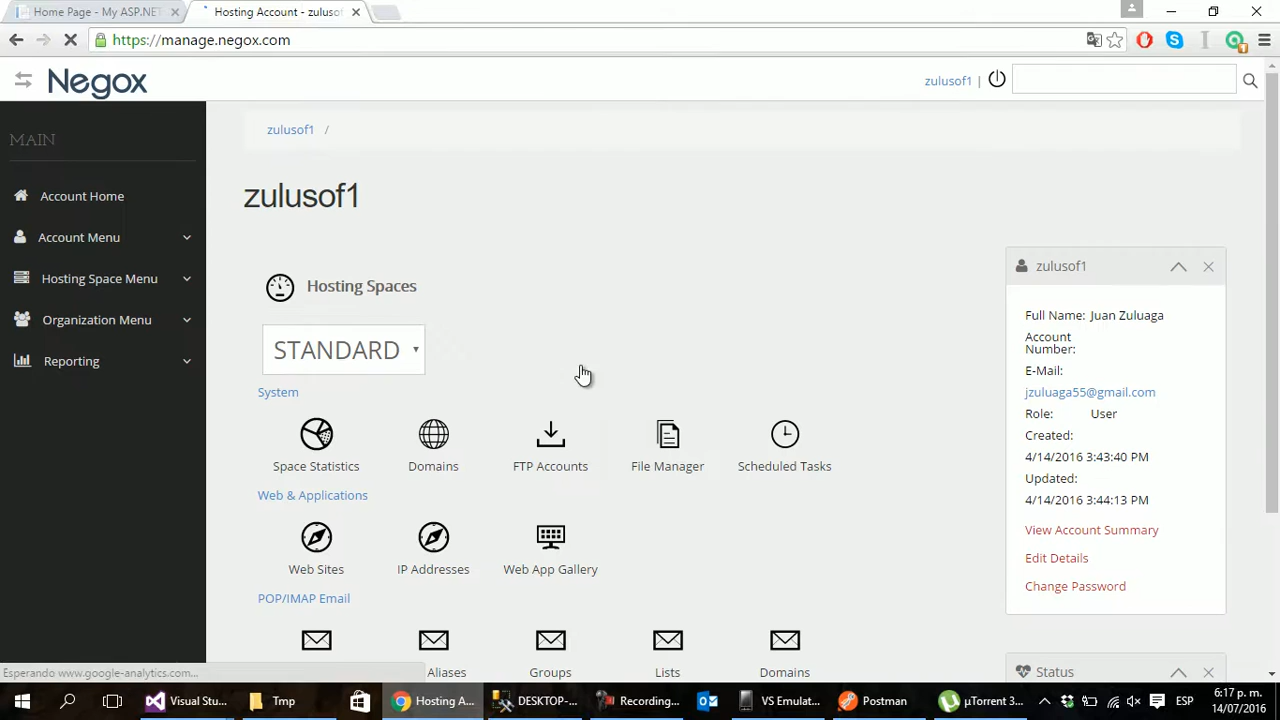 Home Page - My ASP.NET
Hosting Account - zulusof
https://manage.negox.com
Negox
zulusof1 |
MAIN
zulusof1 /
Account Home
zulusof1
Account Menu
zulusof1
Hosting Space Menu
Hosting Spaces
Full Name: Juan Zuluaga
Organization Menu
Account
Number:
STANDARD
Reporting
E-Mail:
System
jzuluaga55@gmail.com
Role: User
Created:
4/14/2016 3:43:40 PM
Space Statistics Domains FTP Accounts File Manager Scheduled Tasks
Updated:
Web & Applications
4/14/2016 3:44:13 PM
View Account Summary
Edit Details
Web Sites IP Addresses Web App Gallery
Change Password
POP/IMAP Email
Aliases Groups Lists Domains
Status
Esperando www.google-analytics.com...
Visual Stu... Tmp Hosting A... DESKTOP-... Recording... VS Emulat... Postman µTorrent 3... ESP
6:17 p. m.
14/07/2016